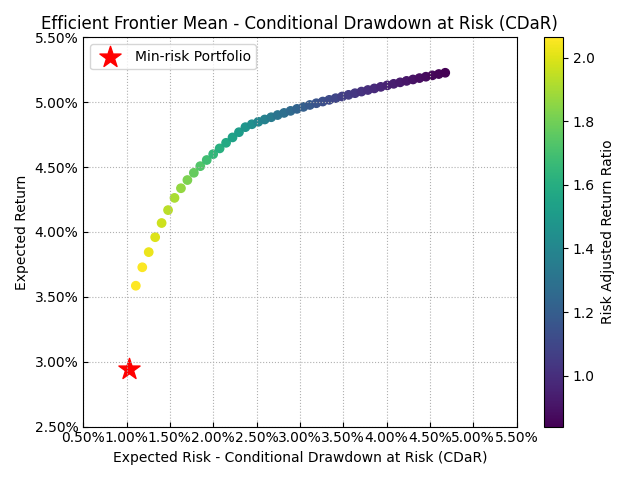 Efficient Frontier Mean - Conditional Drawdown at Risk (CDaR)
Min-risk Portfolio
Expected Return
5.50%
5.00%
4.50%
4.00%
3.50%
3.00%
2.50%
0.50% 1.00% 1.50% 2.00% 2.50% 3.00% 3.50% 4.00% 4.50% 5.00% 5.50%
Expected Risk - Conditional Drawdown at Risk (CDaR)
2.0
1.8
1.6
1.4
1.2
1.0
Risk Adjusted Return Ratio